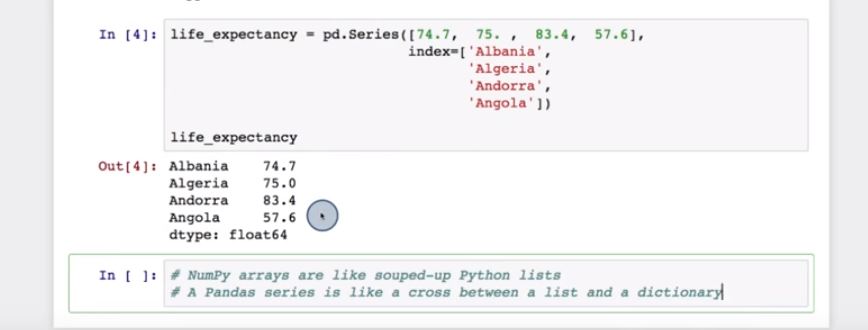 In [4]: life_expectancy = pd.Series([74.7,  75. ,  83.4,  57.6],
index=['Albania',
'Algeria',
'Andorra',
'Angola'])
life_expectancy
Out[4]: Albania    74.7
Algeria    75.0
Andorra    83.4
Angola     57.6
dtype: float64
In [ ]: # NumPy arrays are like souped-up Python lists
# A Pandas series is like a cross between a list and a dictionary